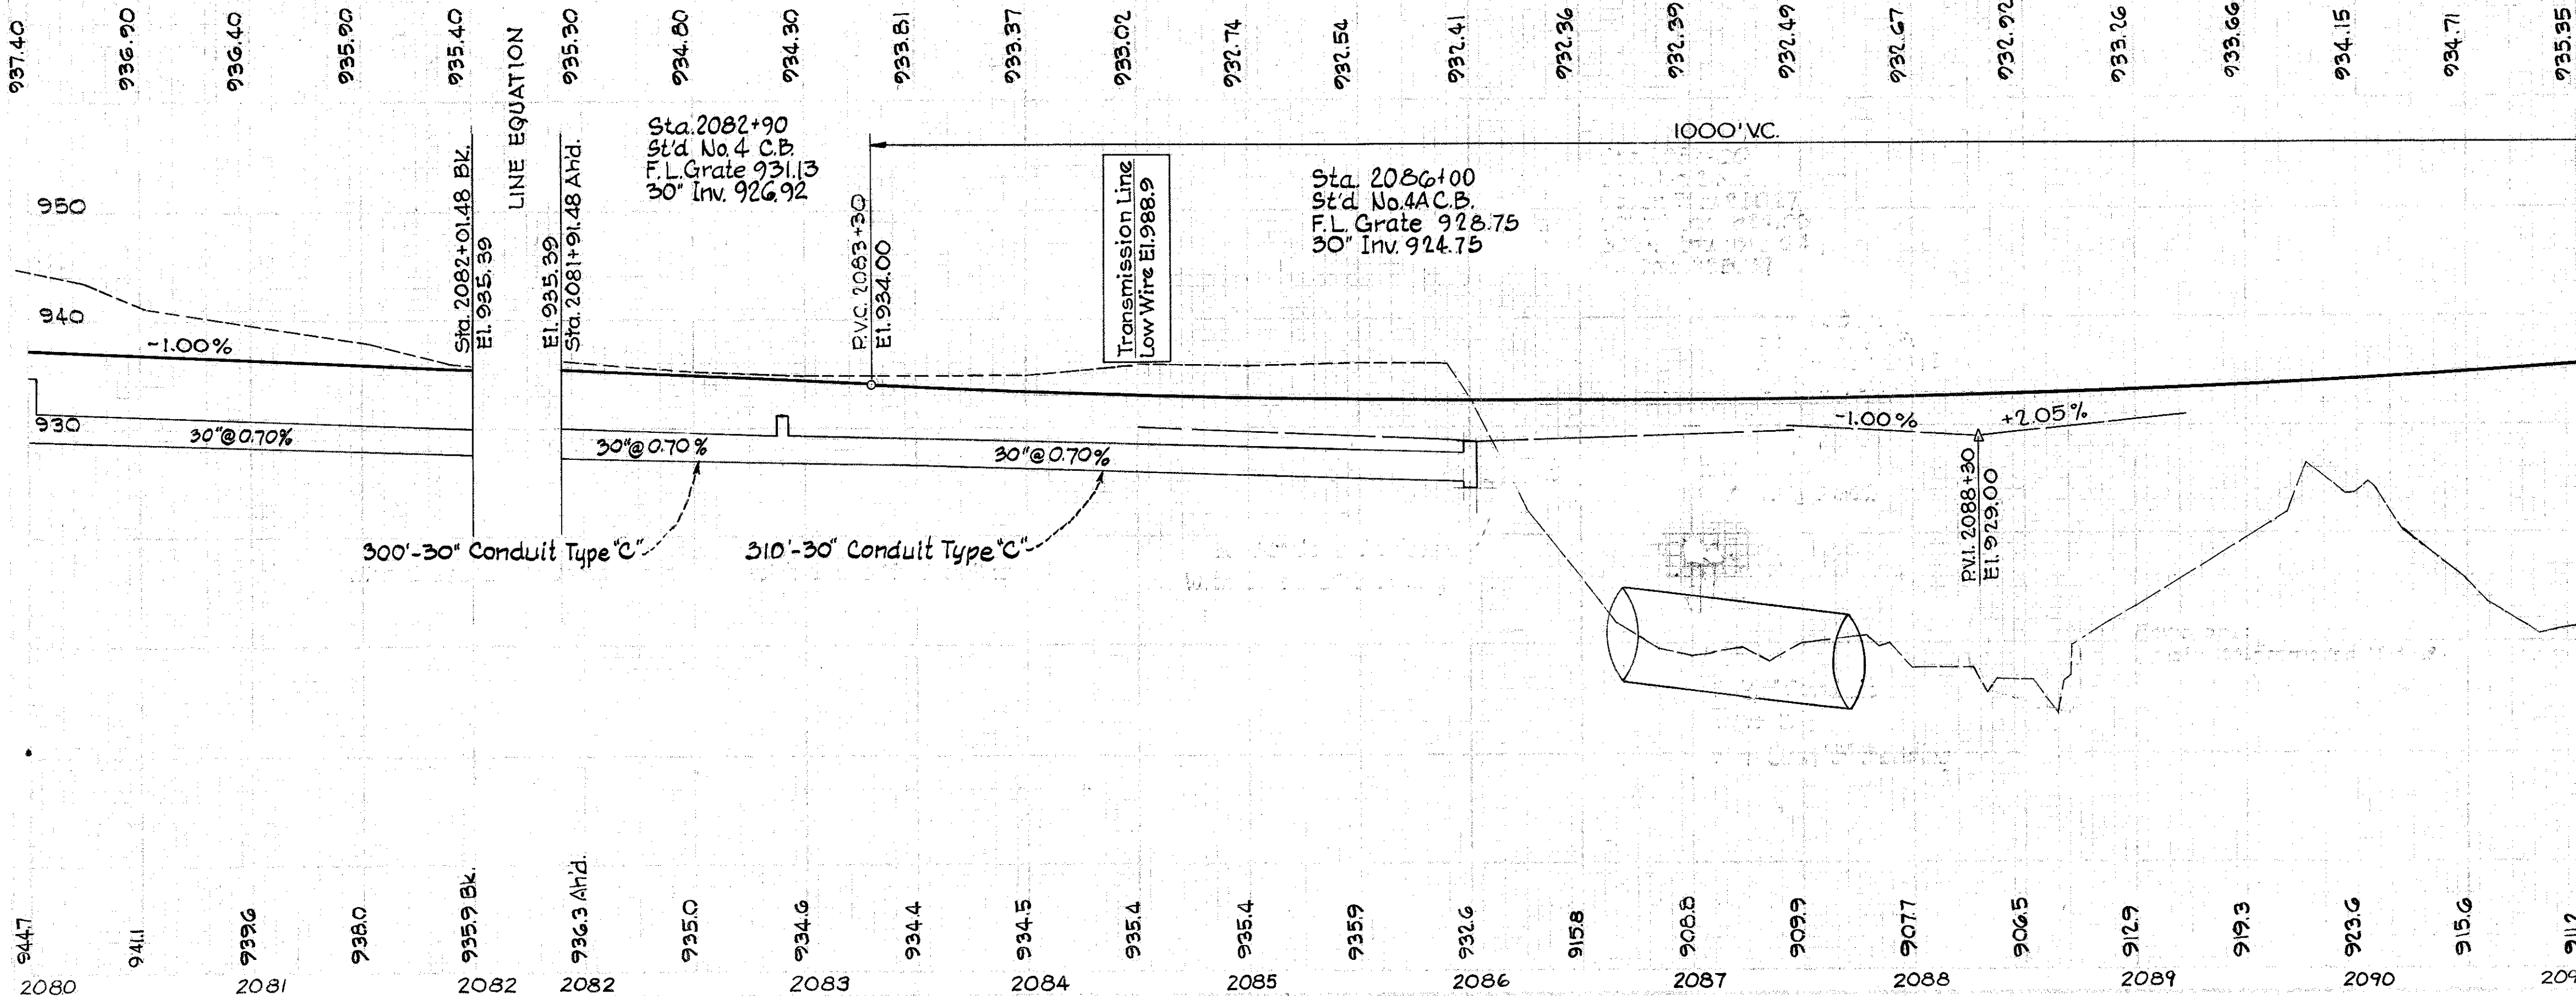 937.40
936.90
936.40
935.90
935.40
935.30
934.80
934.30
933.81
933.37
933.02
932.74
932.54
932.41
932.36
932.39
932.49
932.67
932.92
933.26
933.66
934.15
934.71
935.35
LINE EQUATION
Sta. 2082+01.48 BK.
El. 935.39
El. 935.39
Sta. 2081+91.48 Ah'd.
Sta. 2082+90
St'd No. 4 C.B.
F.L. Grate 931.13
30" Inv. 926.92
P.V.C. 2083+30
El. 934.00
Transmission Line
Low Wire El. 988.9
1000' V.C.
Sta. 2086+00
St'd No. 4A C.B.
F.L. Grate 928.75
30" Inv. 924.75
950
940
930
-1.00%
30"@0.70%
30"@0.70%
30"@0.70%
-1.00%
+2.05%
P.V.I. 2088+30
El. 929.00
300'-30" Conduit Type "C"
310'-30" Conduit Type "C"
944.7
941.1
939.6
938.0
935.9 BK.
936.3 Ah'd.
935.0
934.6
934.4
934.5
935.4
935.4
935.9
932.6
915.8
908.8
909.9
907.7
906.5
912.9
919.3
923.6
915.6
911.2
2080
2081
2082
2082
2083
2084
2085
2086
2087
2088
2089
2090
209